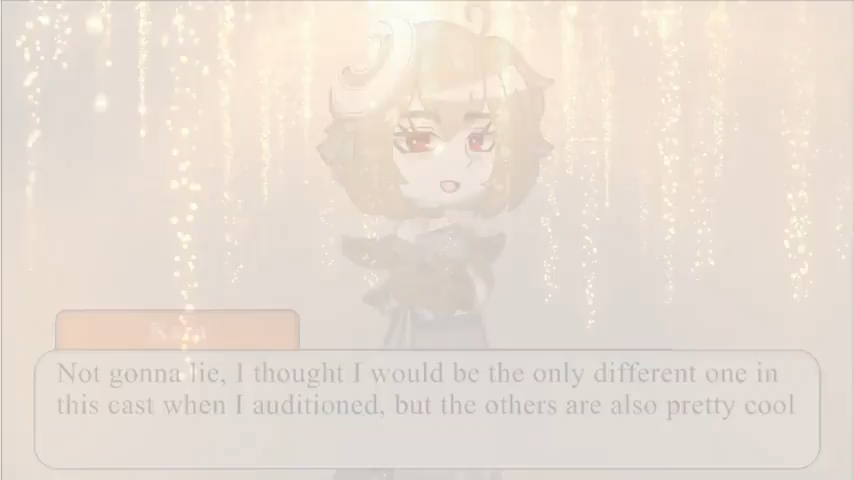 Not gonna lie, I thought I would be the only different one in
this cast when I auditioned, but the others are also pretty cool